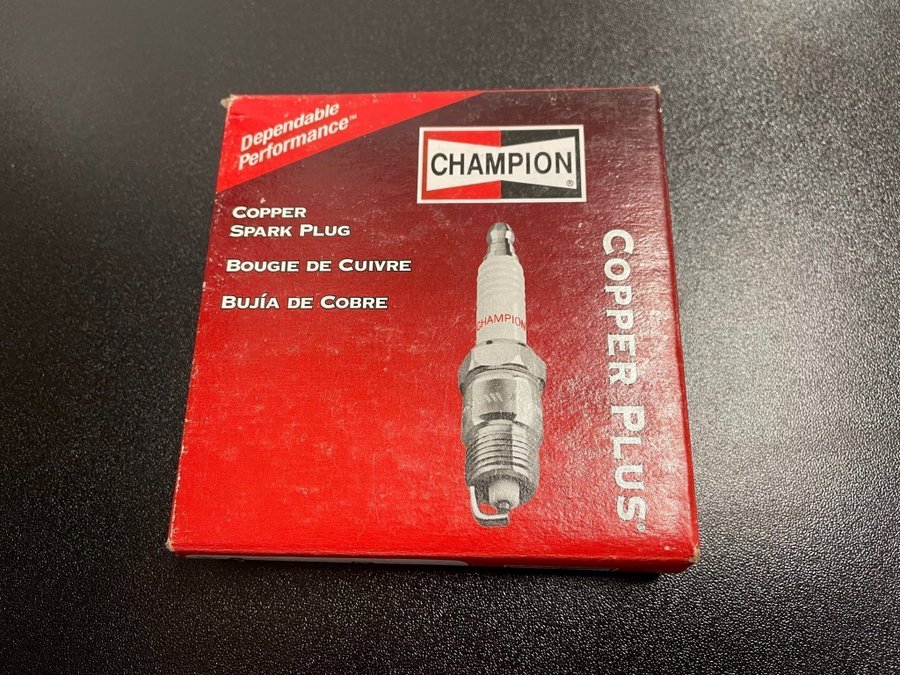 Dependable
Performance™
CHAMPION
®
COPPER
SPARK PLUG
BOUGIE DE CUIVRE
BUJÍA DE COBRE
CHAMPION
COPPER PLUS®